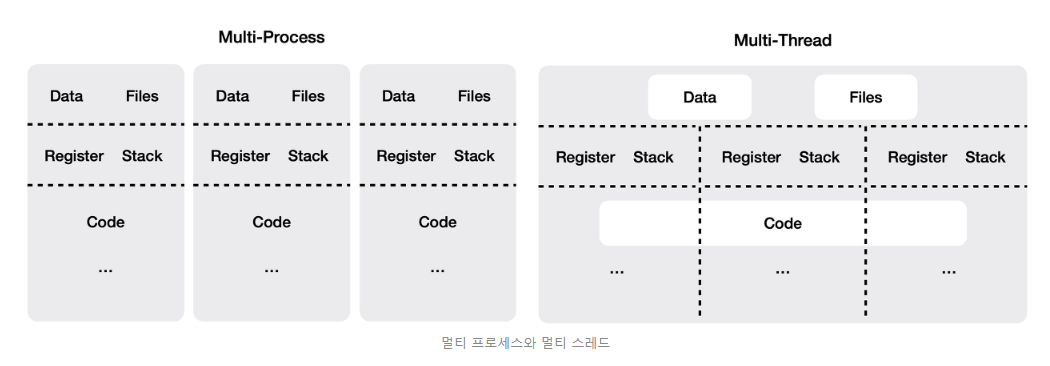 Multi-Process
Data Files Data Files Data Files
Register Stack Register Stack Register Stack
Code Code Code
... ... ...
Multi-Thread
Data Files
Register Stack Register Stack Register Stack
Code
... ... ...
멀티 프로세스와 멀티 스레드